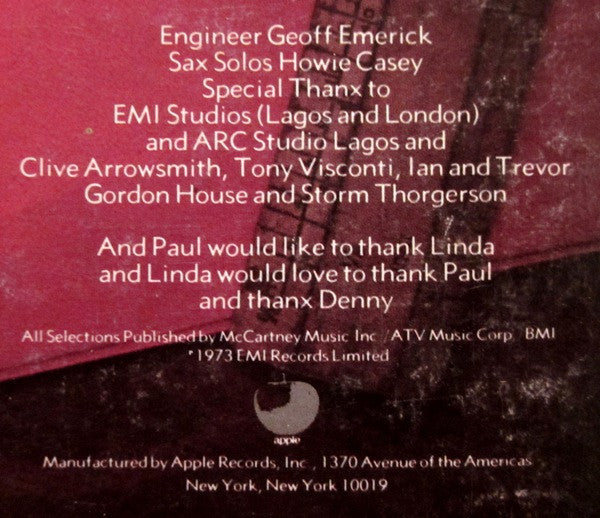 Engineer Geoff Emerick
Sax Solos Howie Casey
Special Thanx to
EMI Studios (Lagos and London)
and ARC Studio Lagos and
Clive Arrowsmith, Tony Visconti, Ian and Trevor
Gordon House and Storm Thorgerson
And Paul would like to thank Linda
and Linda would love to thank Paul
and thanx Denny
All Selections Published by McCartney Music Inc / ATV Music Corp. BMI
*1973 EMI Records Limited
apple
Manufactured by Apple Records, Inc., 1370 Avenue of the Americas
New York, New York 10019